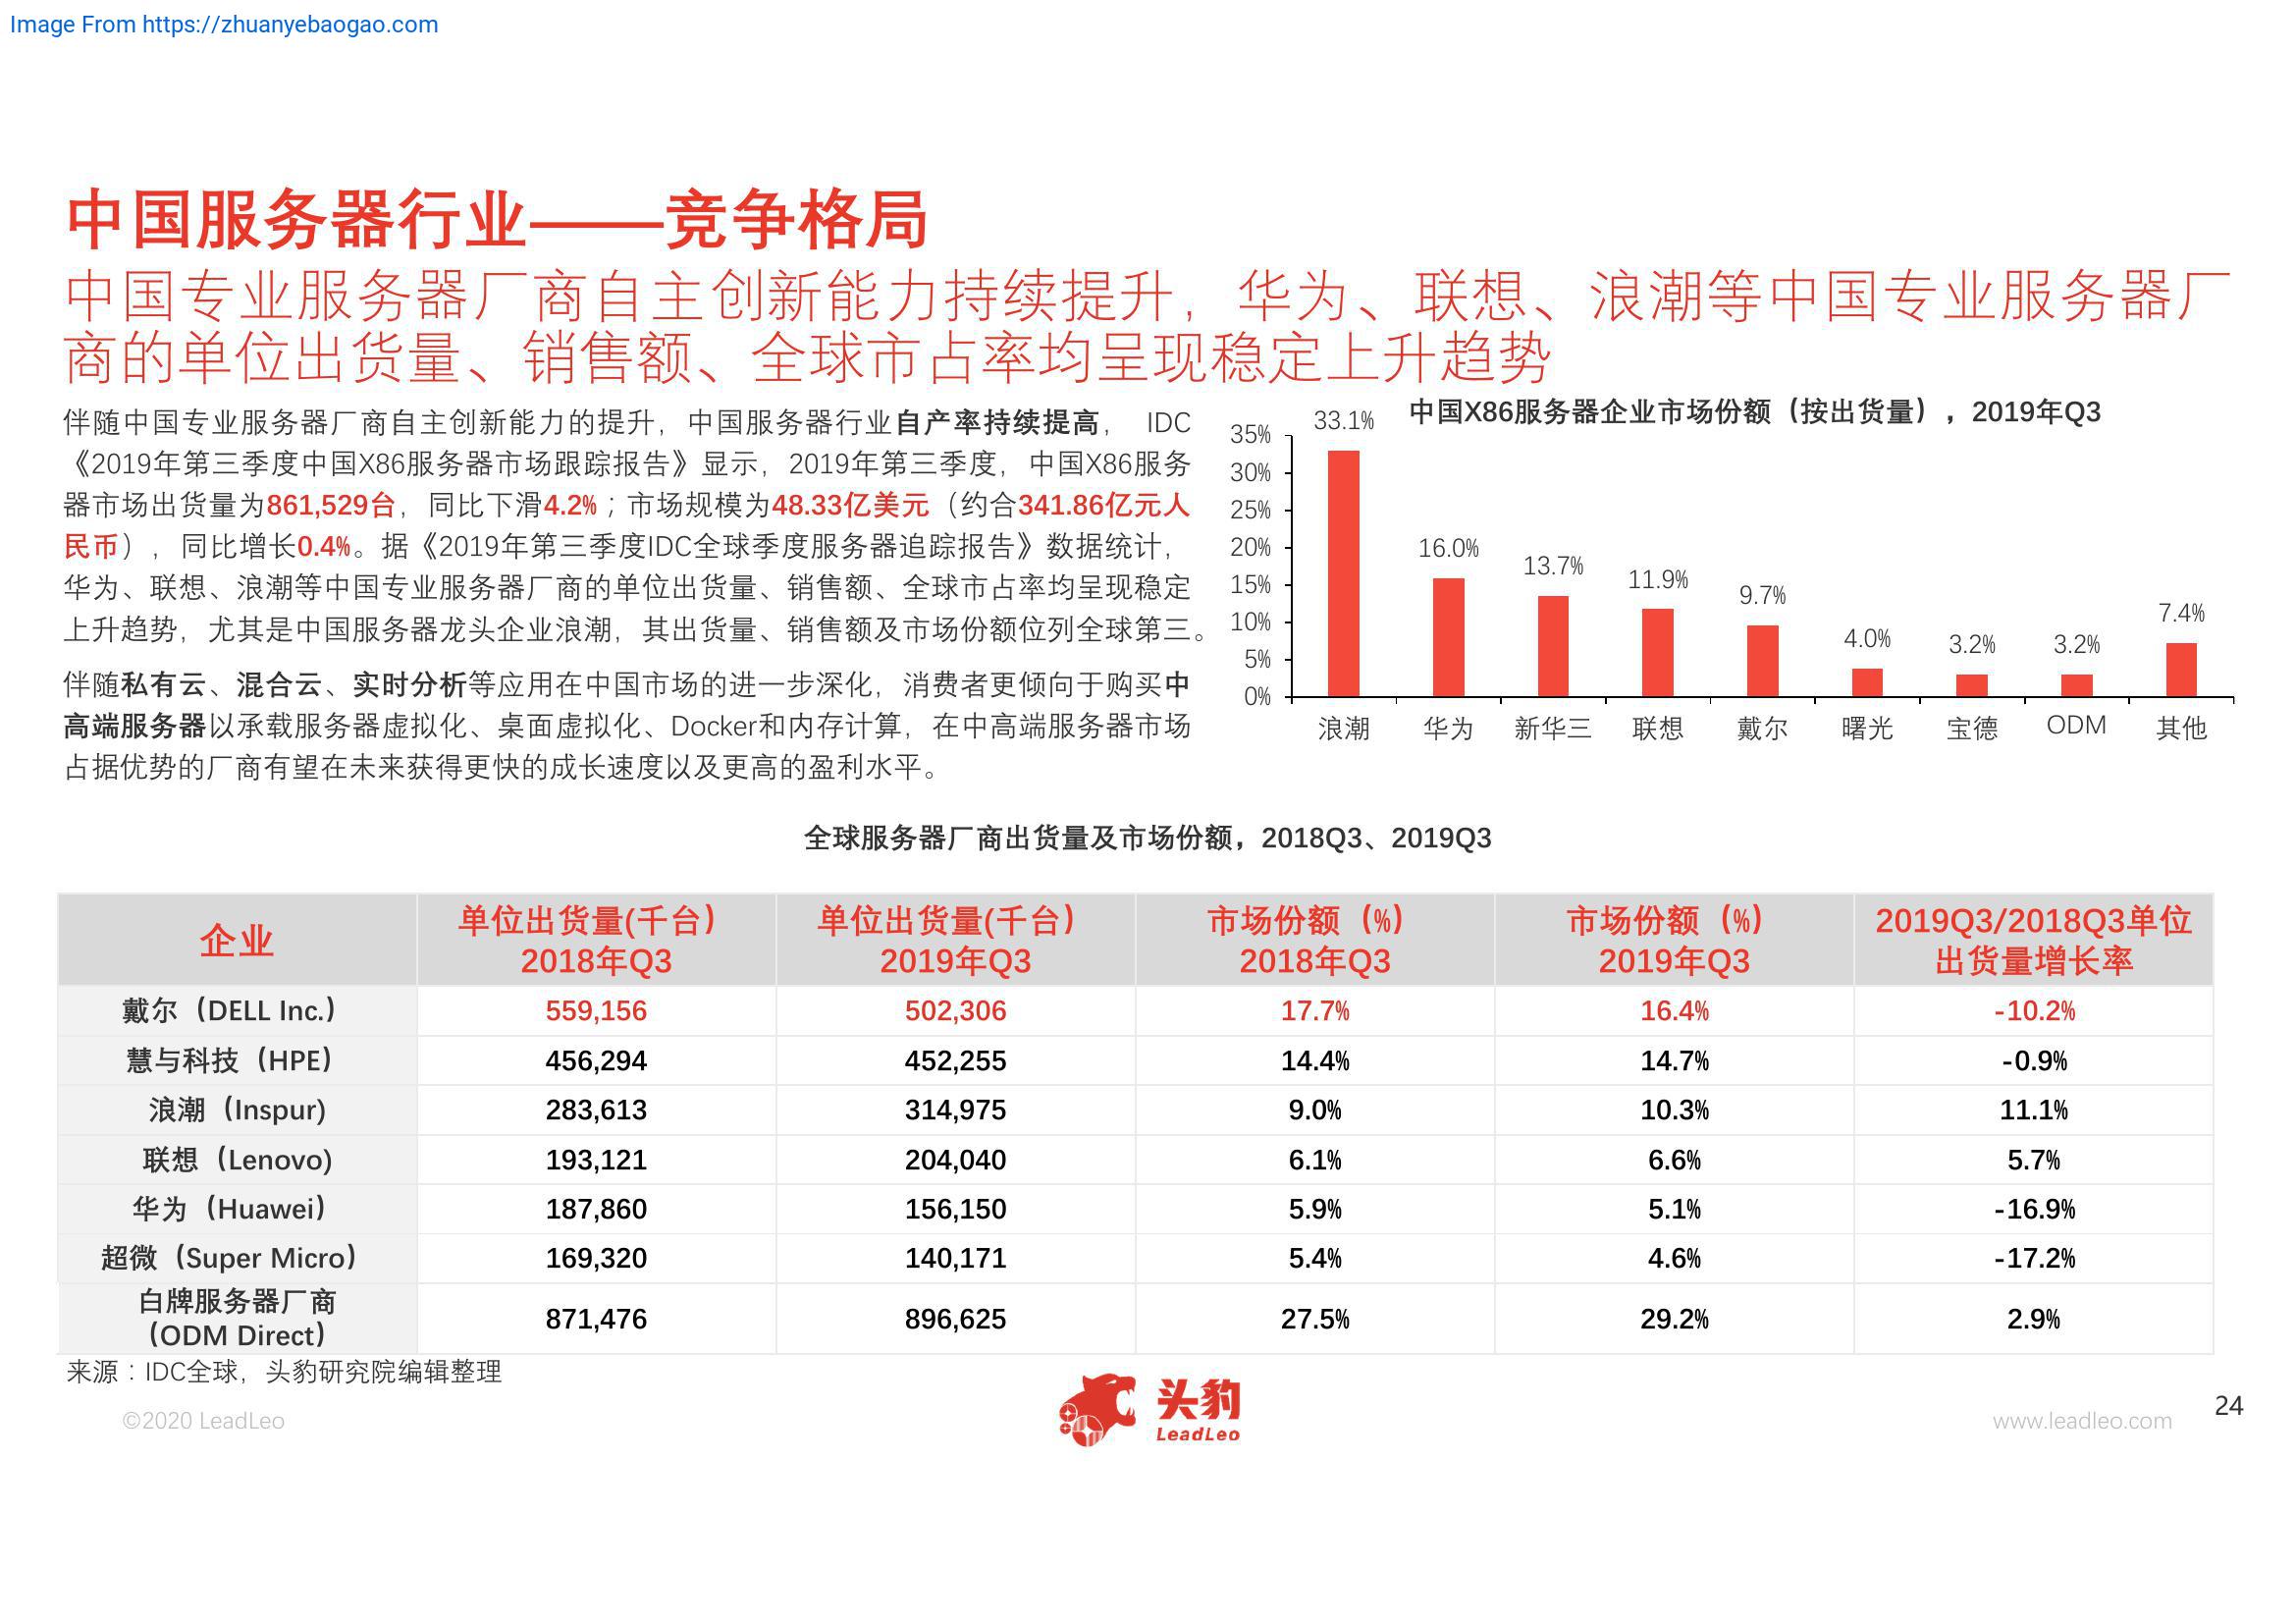 Image From https://zhuanyebaogao.com
中国服务器行业——竞争格局
中国专业服务器厂商自主创新能力持续提升，华为、联想、浪潮等中国专业服务器厂
商的单位出货量、销售额、全球市占率均呈现稳定上升趋势
伴随中国专业服务器厂商自主创新能力的提升，中国服务器行业自产率持续提高， IDC
《2019年第三季度中国X86服务器市场跟踪报告》显示，2019年第三季度，中国X86服务
器市场出货量为861,529台，同比下滑4.2%；市场规模为48.33亿美元（约合341.86亿元人
民币），同比增长0.4%。据《2019年第三季度IDC全球季度服务器追踪报告》数据统计，
华为、联想、浪潮等中国专业服务器厂商的单位出货量、销售额、全球市占率均呈现稳定
上升趋势，尤其是中国服务器龙头企业浪潮，其出货量、销售额及市场份额位列全球第三。
伴随私有云、混合云、实时分析等应用在中国市场的进一步深化，消费者更倾向于购买中
高端服务器以承载服务器虚拟化、桌面虚拟化、Docker和内存计算，在中高端服务器市场
占据优势的厂商有望在未来获得更快的成长速度以及更高的盈利水平。
中国X86服务器企业市场份额（按出货量），2019年Q3
35%
30%
25%
20%
15%
10%
5%
0%
33.1%
16.0%
13.7%
11.9%
9.7%
4.0%
3.2%
3.2%
7.4%
浪潮 华为 新华三 联想 戴尔 曙光 宝德 ODM 其他
全球服务器厂商出货量及市场份额，2018Q3、2019Q3
企业 单位出货量(千台）2018年Q3 单位出货量(千台）2019年Q3 市场份额（%）2018年Q3 市场份额（%）2019年Q3 2019Q3/2018Q3单位出货量增长率
戴尔（DELL Inc.） 559,156 502,306 17.7% 16.4% -10.2%
慧与科技（HPE） 456,294 452,255 14.4% 14.7% -0.9%
浪潮（Inspur) 283,613 314,975 9.0% 10.3% 11.1%
联想（Lenovo) 193,121 204,040 6.1% 6.6% 5.7%
华为（Huawei） 187,860 156,150 5.9% 5.1% -16.9%
超微（Super Micro） 169,320 140,171 5.4% 4.6% -17.2%
白牌服务器厂商（ODM Direct） 871,476 896,625 27.5% 29.2% 2.9%
来源：IDC全球，头豹研究院编辑整理
©2020 LeadLeo
头豹
LeadLeo
www.leadleo.com
24